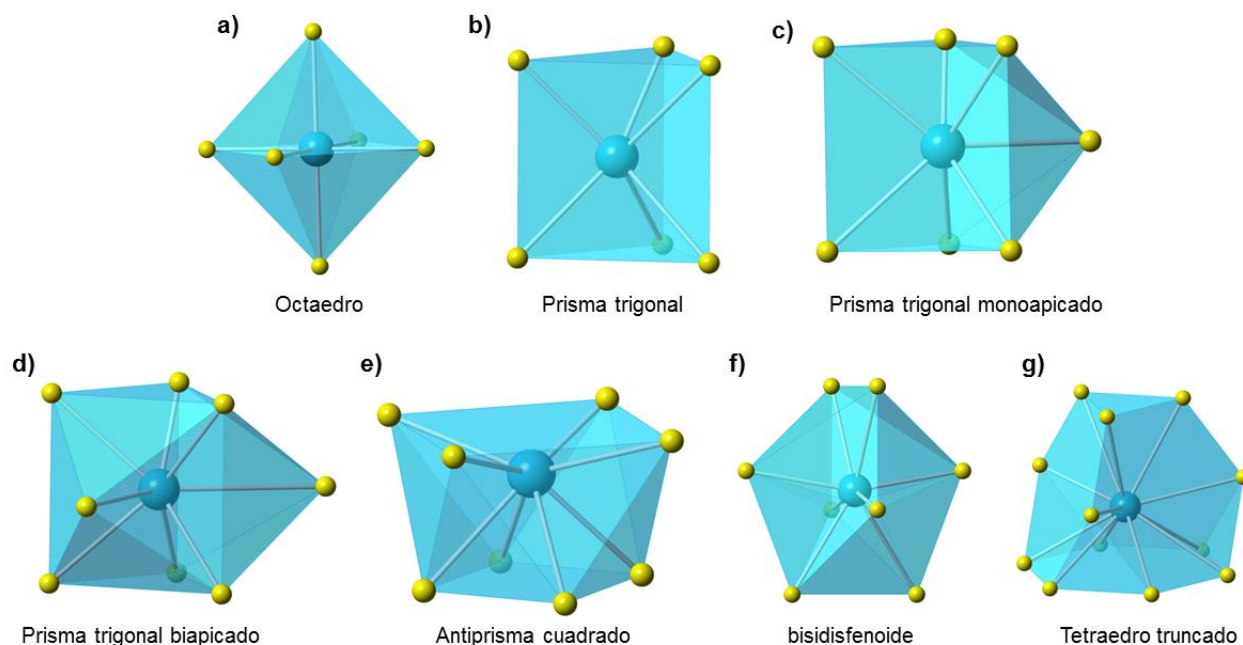 a)
b)
c)
Octaedro
Prisma trigonal
Prisma trigonal monoapicado
d)
e)
f)
g)
Prisma trigonal biapicado
Antiprisma cuadrado
bisidisfenoide
Tetraedro truncado